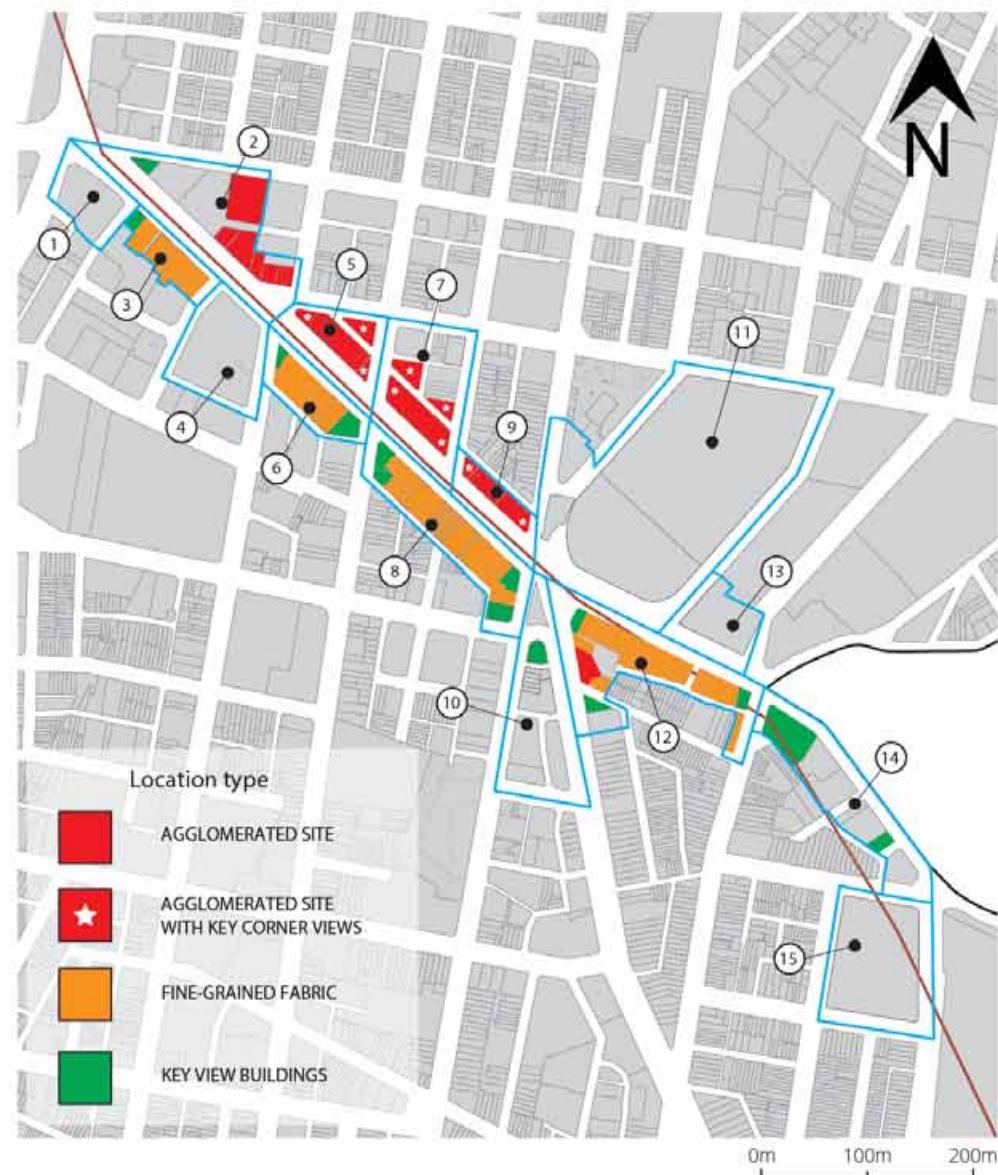 N
2
1
5
7
3
11
4
9
6
8
13
10
12
14
15
Location type
AGGLOMERATED SITE
AGGLOMERATED SITE
WITH KEY CORNER VIEWS
FINE-GRAINED FABRIC
KEY VIEW BUILDINGS
0m 100m 200m